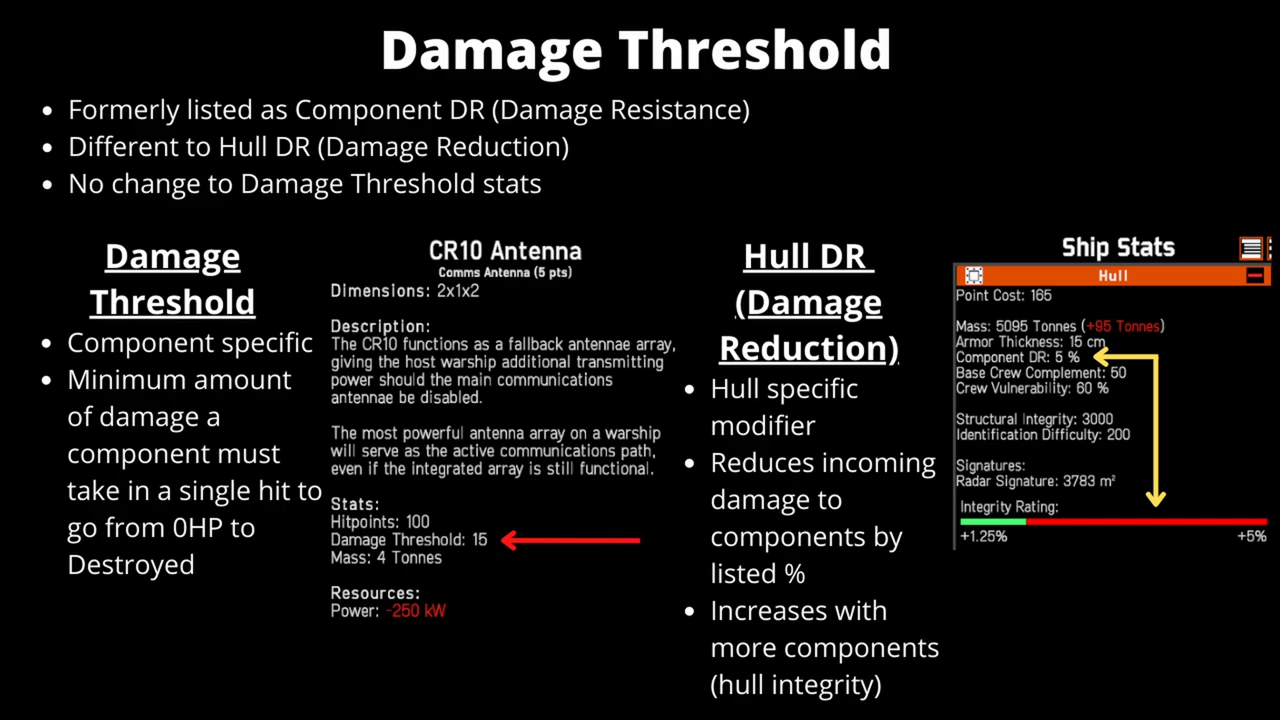 Damage Threshold
• Formerly listed as Component DR (Damage Resistance)
• Different to Hull DR (Damage Reduction)
• No change to Damage Threshold stats
Damage
Threshold
• Component specific
• Minimum amount
of damage a
component must
take in a single hit to
go from 0HP to
Destroyed
CR10 Antenna
Comms Antenna (5 pts)
Dimensions: 2x1x2
Description:
The CR10 functions as a fallback antennae array,
giving the host warship additional transmitting
power should the main communications
antennae be disabled.
The most powerful antenna array on a warship
will serve as the active communications path,
even if the integrated array is still functional.
Stats:
Hitpoints: 100
Damage Threshold: 15
Mass: 4 Tonnes
Resources:
Power: -250 kW
Hull DR
(Damage
Reduction)
• Hull specific
modifier
• Reduces incoming
damage to
components by
listed %
• Increases with
more components
(hull integrity)
Ship Stats
Hull
Point Cost: 165
Mass: 5095 Tonnes (+95 Tonnes)
Armor Thickness: 15 cm
Component DR: 5 %
Base Crew Complement: 50
Crew Vulnerability: 60 %
Structural Integrity: 3000
Identification Difficulty: 200
Signatures:
Radar Signature: 3783 m²
Integrity Rating:
+1.25% +5%